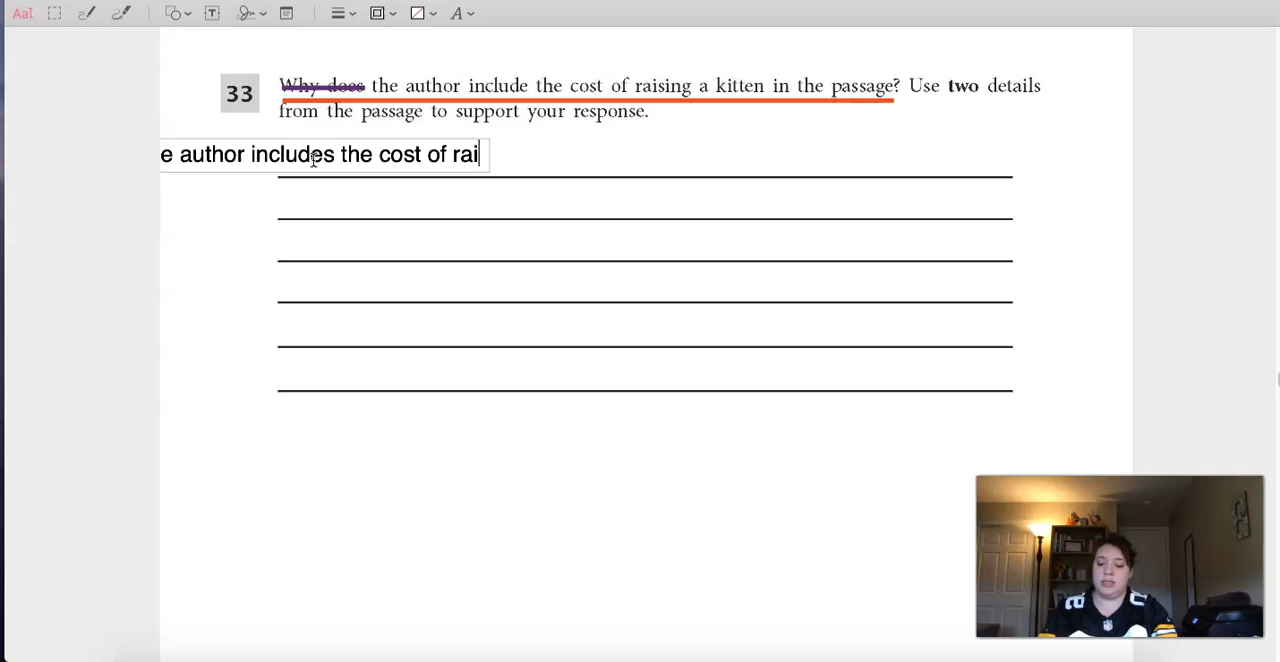 AaI
T
A
33 Why does the author include the cost of raising a kitten in the passage? Use two details
from the passage to support your response.
e author includes the cost of rai